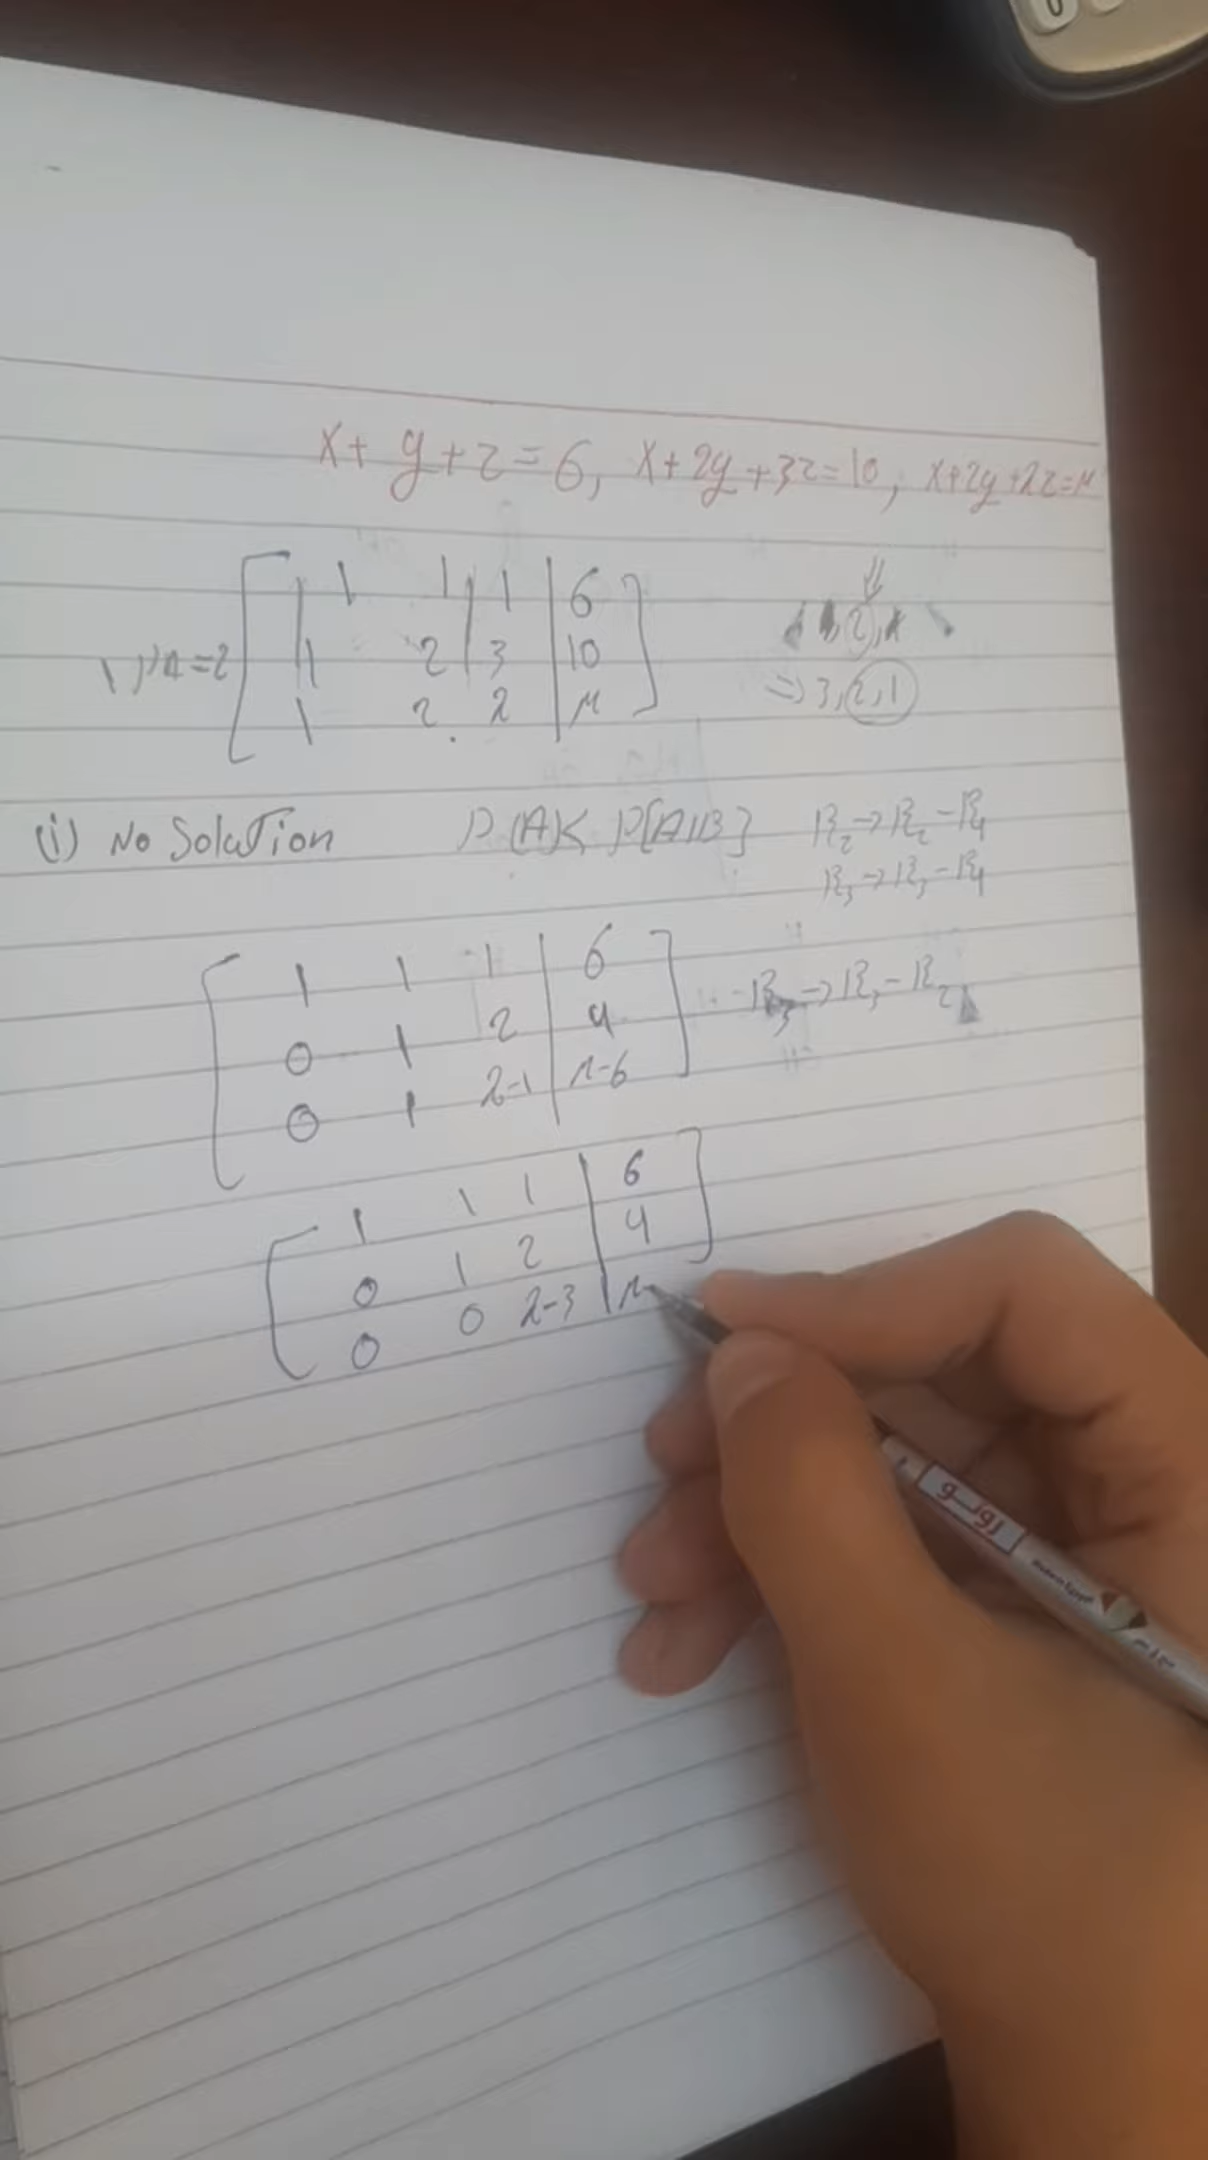 x + y + z = 6, x + 2y + 3z = 10, x + 2y + λz = μ
1 1 1 | 6
1 2 3 | 10
1 2 λ | μ
=> 3, 2, 1
(i) No Solution ρ(A) < ρ[A|B] R₂ → R₂ - R₁
R₃ → R₃ - R₁
1 1 1 | 6
0 1 2 | 4 R₃ → R₃ - R₂
0 1 λ-1 | μ-6
1 1 1 | 6
0 1 2 | 4
0 0 λ-3 | μ-
روتو